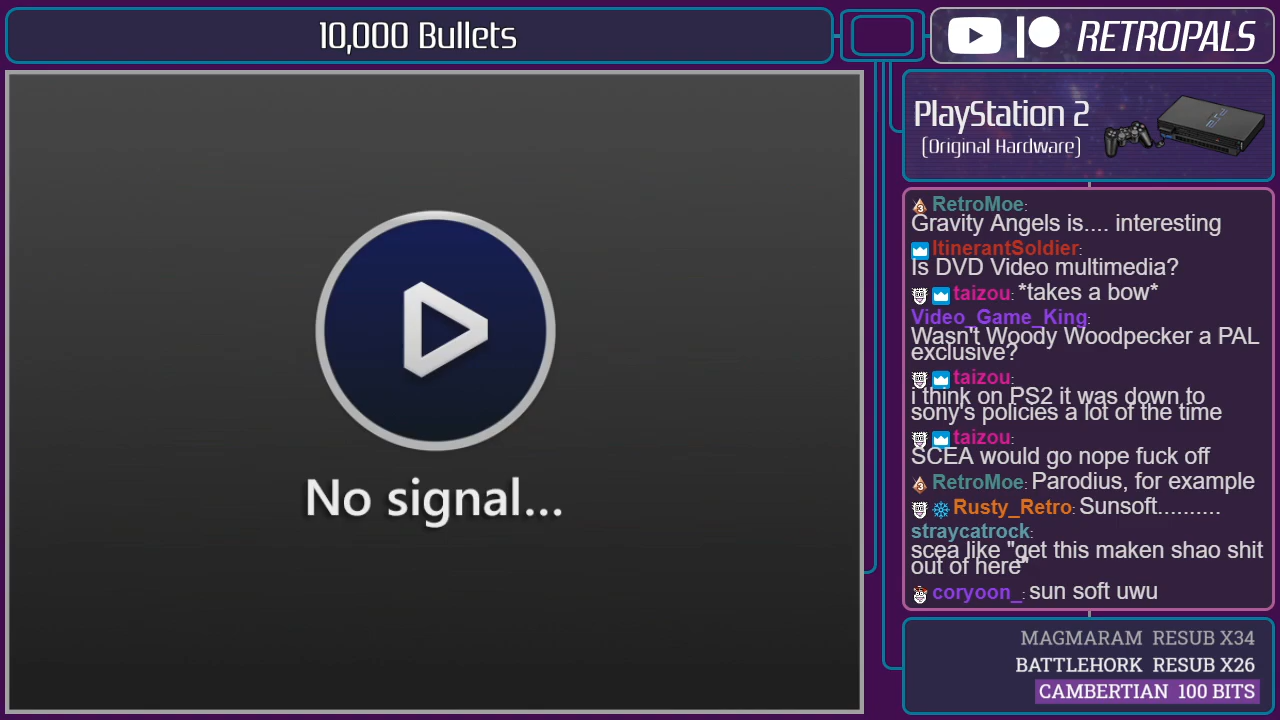 10,000 Bullets
RETROPALS
PlayStation 2
(Original Hardware)
No signal...
RetroMoe:
Gravity Angels is.... interesting
ItinerantSoldier:
Is DVD Video multimedia?
taizou: *takes a bow*
Video_Game_King:
Wasn't Woody Woodpecker a PAL
exclusive?
taizou:
i think on PS2 it was down to
sony's policies a lot of the time
taizou:
SCEA would go nope fuck off
RetroMoe: Parodius, for example
Rusty_Retro: Sunsoft..........
straycatrock:
scea like "get this maken shao shit
out of here"
coryoon_: sun soft uwu
MAGMARAM RESUB X34
BATTLEHORK RESUB X26
CAMBERTIAN 100 BITS